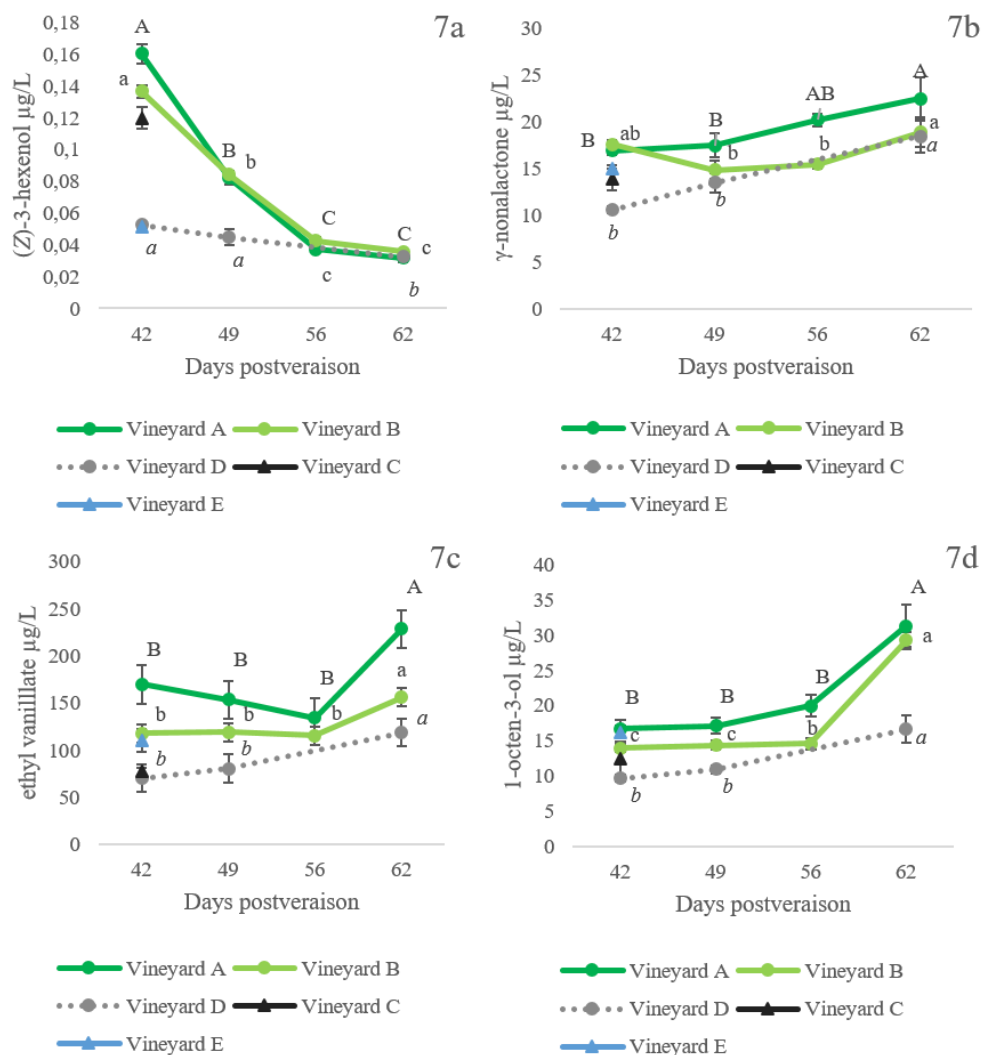 7a
(Z)-3-hexenol µg/L
0,18
0,16
0,14
0,12
0,1
0,08
0,06
0,04
0,02
0
A
a
B
b
C
C
c
c
a
a
b
42 49 56 62
Days postveraison
Vineyard A Vineyard B
Vineyard D Vineyard C
Vineyard E
7b
γ-nonalactone µg/L
30
25
20
15
10
5
0
B
ab
B
AB
A
b
b
a
a
b
b
42 49 56 62
Days postveraison
Vineyard A Vineyard B
Vineyard D Vineyard C
Vineyard E
7c
ethyl vanilllate µg/L
300
250
200
150
100
50
0
B
B
B
A
b
b
b
a
b
b
a
42 49 56 62
Days postveraison
Vineyard A Vineyard B
Vineyard D Vineyard C
Vineyard E
7d
1-octen-3-ol µg/L
40
35
30
25
20
15
10
5
0
B
B
B
A
c
c
b
a
b
b
a
42 49 56 62
Days postveraison
Vineyard A Vineyard B
Vineyard D Vineyard C
Vineyard E